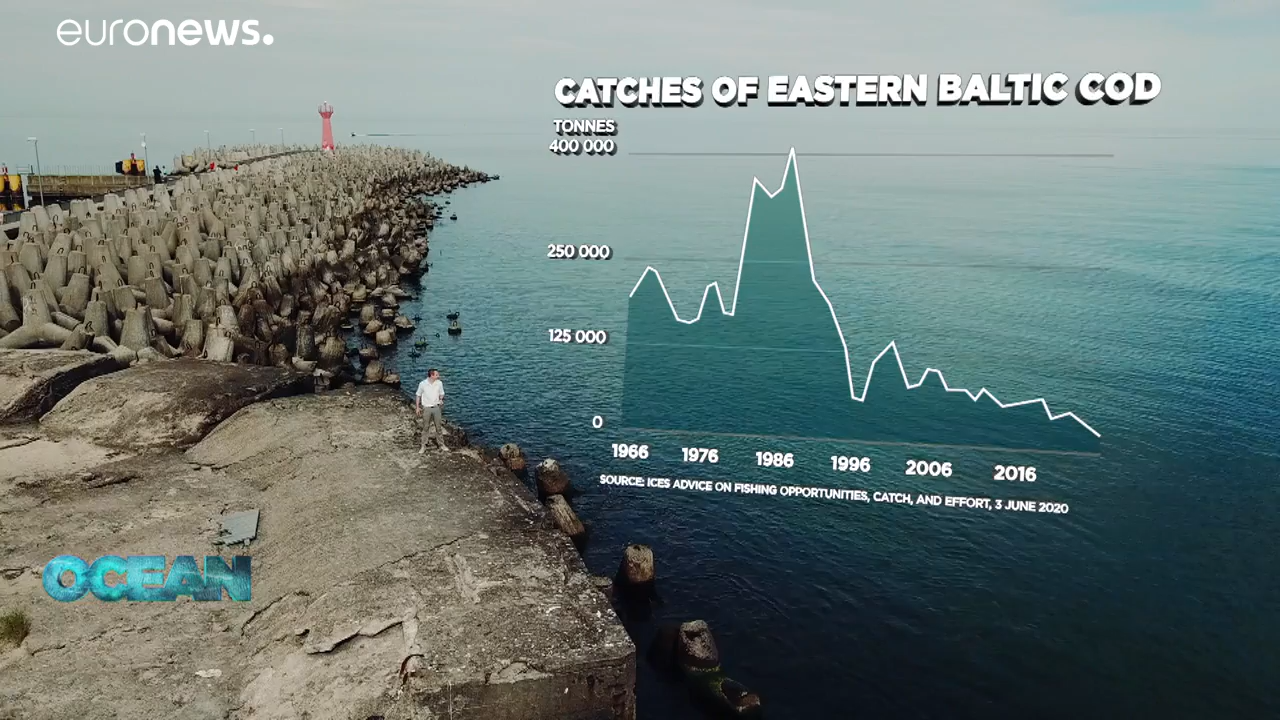 euronews.
CATCHES OF EASTERN BALTIC COD
TONNES
400 000
250 000
125 000
0
1966 1976 1986 1996 2006 2016
SOURCE: ICES ADVICE ON FISHING OPPORTUNITIES, CATCH, AND EFFORT, 3 JUNE 2020
OCEAN